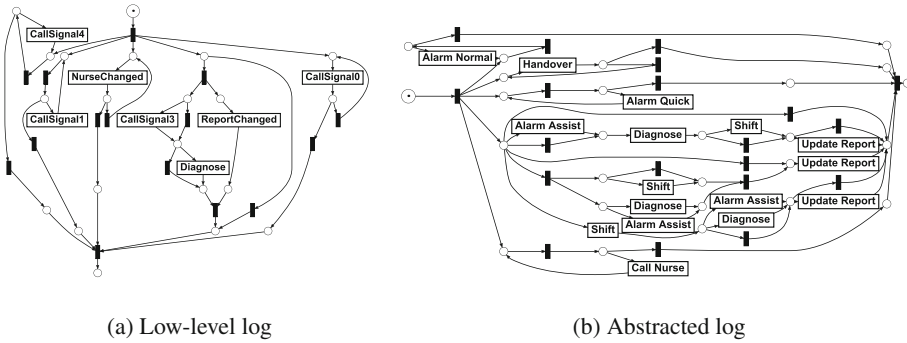 CallSignal4
NurseChanged
CallSignal0
CallSignal1
CallSignal3
ReportChanged
Diagnose
Alarm Normal
Handover
Alarm Quick
Alarm Assist
Shift
Diagnose
Update Report
Shift
Update Report
Diagnose
Alarm Assist
Update Report
Alarm Assist
Diagnose
Shift
Call Nurse
(a) Low-level log
(b) Abstracted log